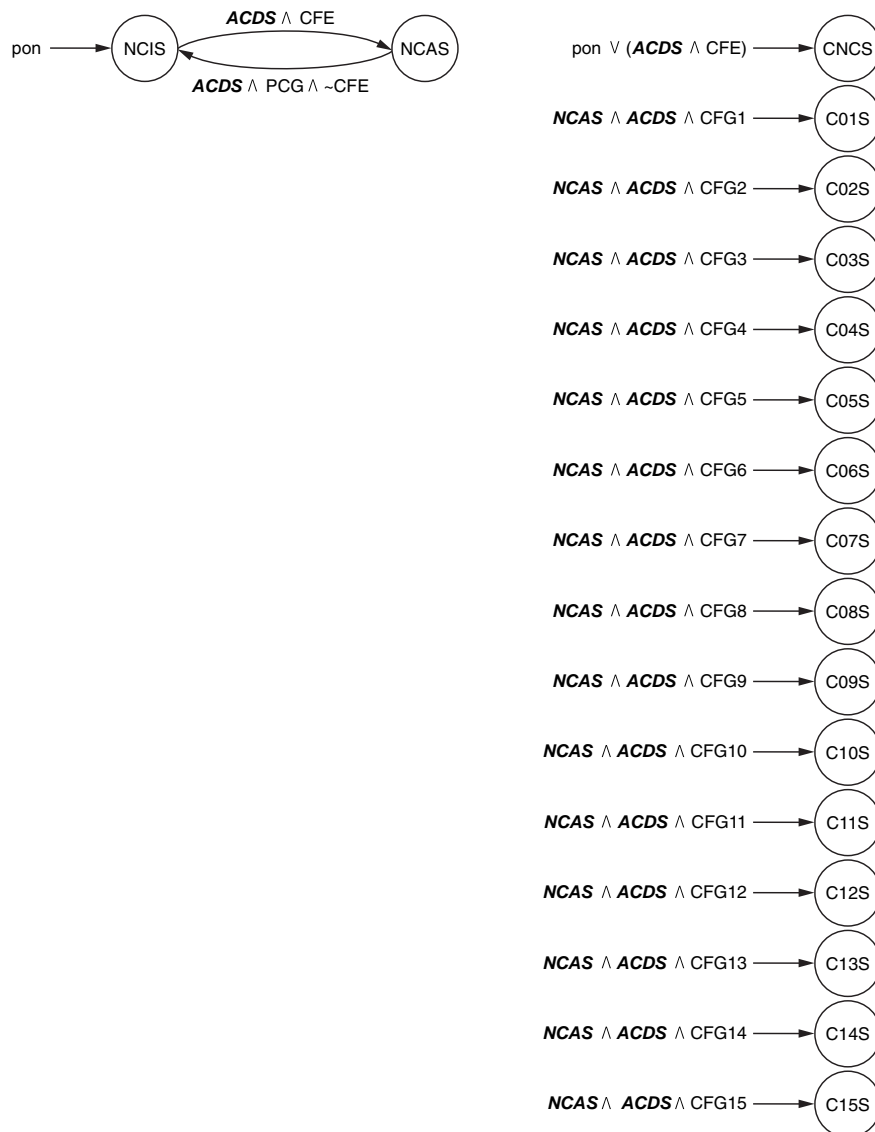 ACDS ∧ CFE
pon NCIS NCAS
ACDS ∧ PCG ∧ ~CFE
pon ∨ (ACDS ∧ CFE) CNCS
NCAS ∧ ACDS ∧ CFG1 C01S
NCAS ∧ ACDS ∧ CFG2 C02S
NCAS ∧ ACDS ∧ CFG3 C03S
NCAS ∧ ACDS ∧ CFG4 C04S
NCAS ∧ ACDS ∧ CFG5 C05S
NCAS ∧ ACDS ∧ CFG6 C06S
NCAS ∧ ACDS ∧ CFG7 C07S
NCAS ∧ ACDS ∧ CFG8 C08S
NCAS ∧ ACDS ∧ CFG9 C09S
NCAS ∧ ACDS ∧ CFG10 C10S
NCAS ∧ ACDS ∧ CFG11 C11S
NCAS ∧ ACDS ∧ CFG12 C12S
NCAS ∧ ACDS ∧ CFG13 C13S
NCAS ∧ ACDS ∧ CFG14 C14S
NCAS ∧ ACDS ∧ CFG15 C15S